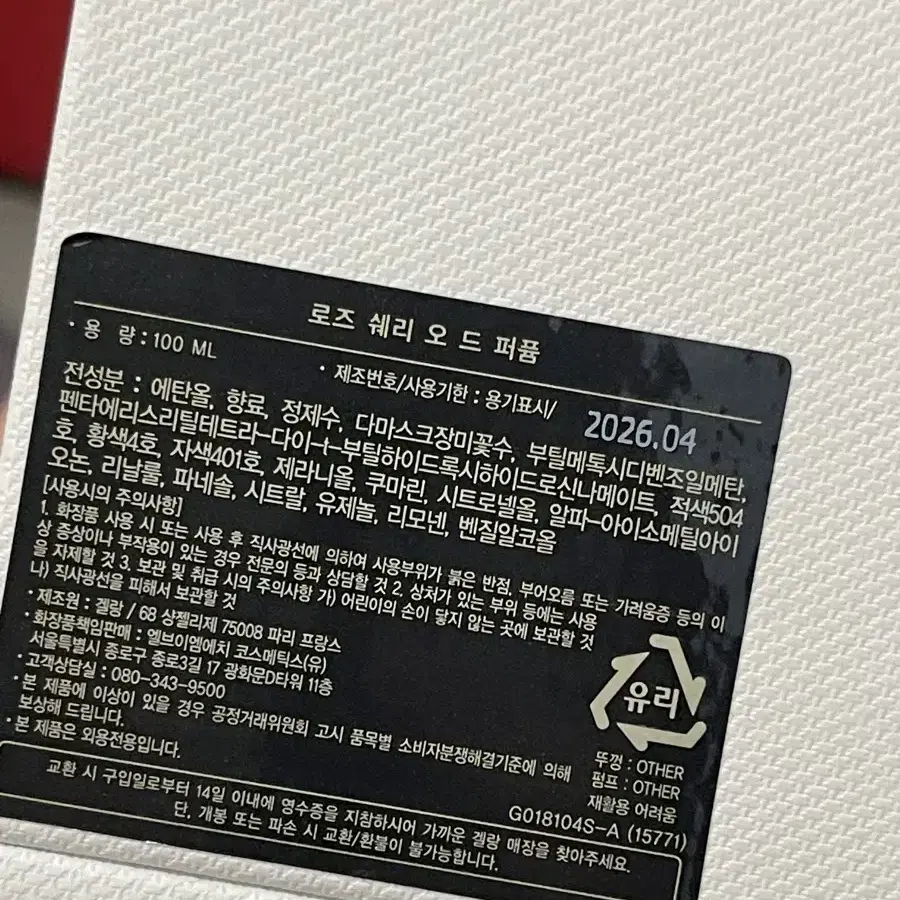 로즈 쉐리 오 드 퍼퓸
· 용 량 : 100 ML
· 제조번호/사용기한 : 용기표시/ 2026.04
전성분 : 에탄올, 향료, 정제수, 다마스크장미꽃수, 부틸메톡시디벤조일메탄,
펜타에리스리틸테트라-다이-t-부틸하이드록시하이드로신나메이트, 적색504
호, 황색4호, 자색401호, 제라니올, 쿠마린, 시트로넬올, 알파-아이소메틸아이
오논, 리날룰, 파네솔, 시트랄, 유제놀, 리모넨, 벤질알코올
[사용시의 주의사항]
1. 화장품 사용 시 또는 사용 후 직사광선에 의하여 사용부위가 붉은 반점, 부어오름 또는 가려움증 등의 이
상 증상이나 부작용이 있는 경우 전문의 등과 상담할 것 2. 상처가 있는 부위 등에는 사용
을 자제할 것 3. 보관 및 취급 시의 주의사항 가) 어린이의 손이 닿지 않는 곳에 보관할 것
나) 직사광선을 피해서 보관할 것
· 제조원 : 겔랑 / 68 샹젤리제 75008 파리 프랑스
· 화장품책임판매 : 엘브이엠에치 코스메틱스(유)
서울특별시 종로구 종로3길 17 광화문D타워 11층
· 고객상담실 : 080-343-9500
· 본 제품에 이상이 있을 경우 공정거래위원회 고시 품목별 소비자분쟁해결기준에 의해
보상해 드립니다.
· 본 제품은 외용전용입니다.
유리
뚜껑 : OTHER
펌프 : OTHER
재활용 어려움
G018104S-A (15771)
교환 시 구입일로부터 14일 이내에 영수증을 지참하시어 가까운 겔랑 매장을 찾아주세요.
단, 개봉 또는 파손 시 교환/환불이 불가능합니다.